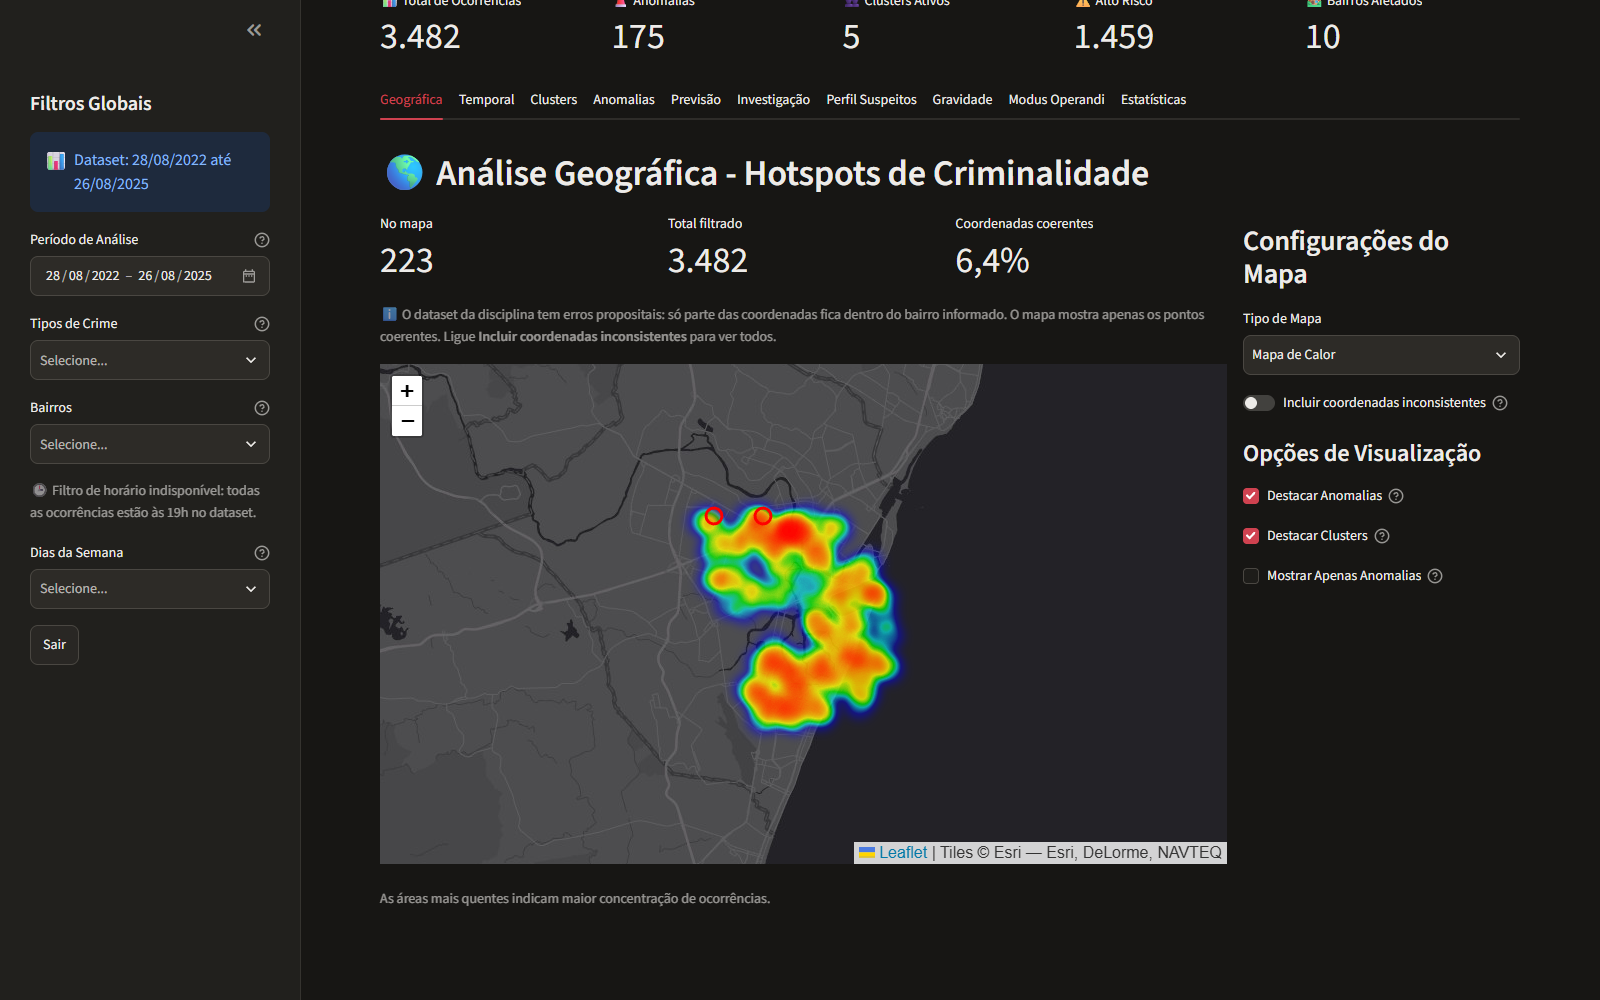 Total de Ocorrências
Anomalias
Clusters Ativos
Alto Risco
Bairros Afetados
3.482
175
5
1.459
10
Filtros Globais
Dataset: 28/08/2022 até
26/08/2025
Período de Análise
28/08/2022 – 26/08/2025
Tipos de Crime
Selecione...
Bairros
Selecione...
Filtro de horário indisponível: todas
as ocorrências estão às 19h no dataset.
Dias da Semana
Selecione...
Sair
Geográfica Temporal Clusters Anomalias Previsão Investigação Perfil Suspeitos Gravidade Modus Operandi Estatísticas
Análise Geográfica - Hotspots de Criminalidade
No mapa
223
Total filtrado
3.482
Coordenadas coerentes
6,4%
O dataset da disciplina tem erros propositais: só parte das coordenadas fica dentro do bairro informado. O mapa mostra apenas os pontos
coerentes. Ligue Incluir coordenadas inconsistentes para ver todos.
+
−
Leaflet | Tiles © Esri — Esri, DeLorme, NAVTEQ
As áreas mais quentes indicam maior concentração de ocorrências.
Configurações do
Mapa
Tipo de Mapa
Mapa de Calor
Incluir coordenadas inconsistentes
Opções de Visualização
Destacar Anomalias
Destacar Clusters
Mostrar Apenas Anomalias